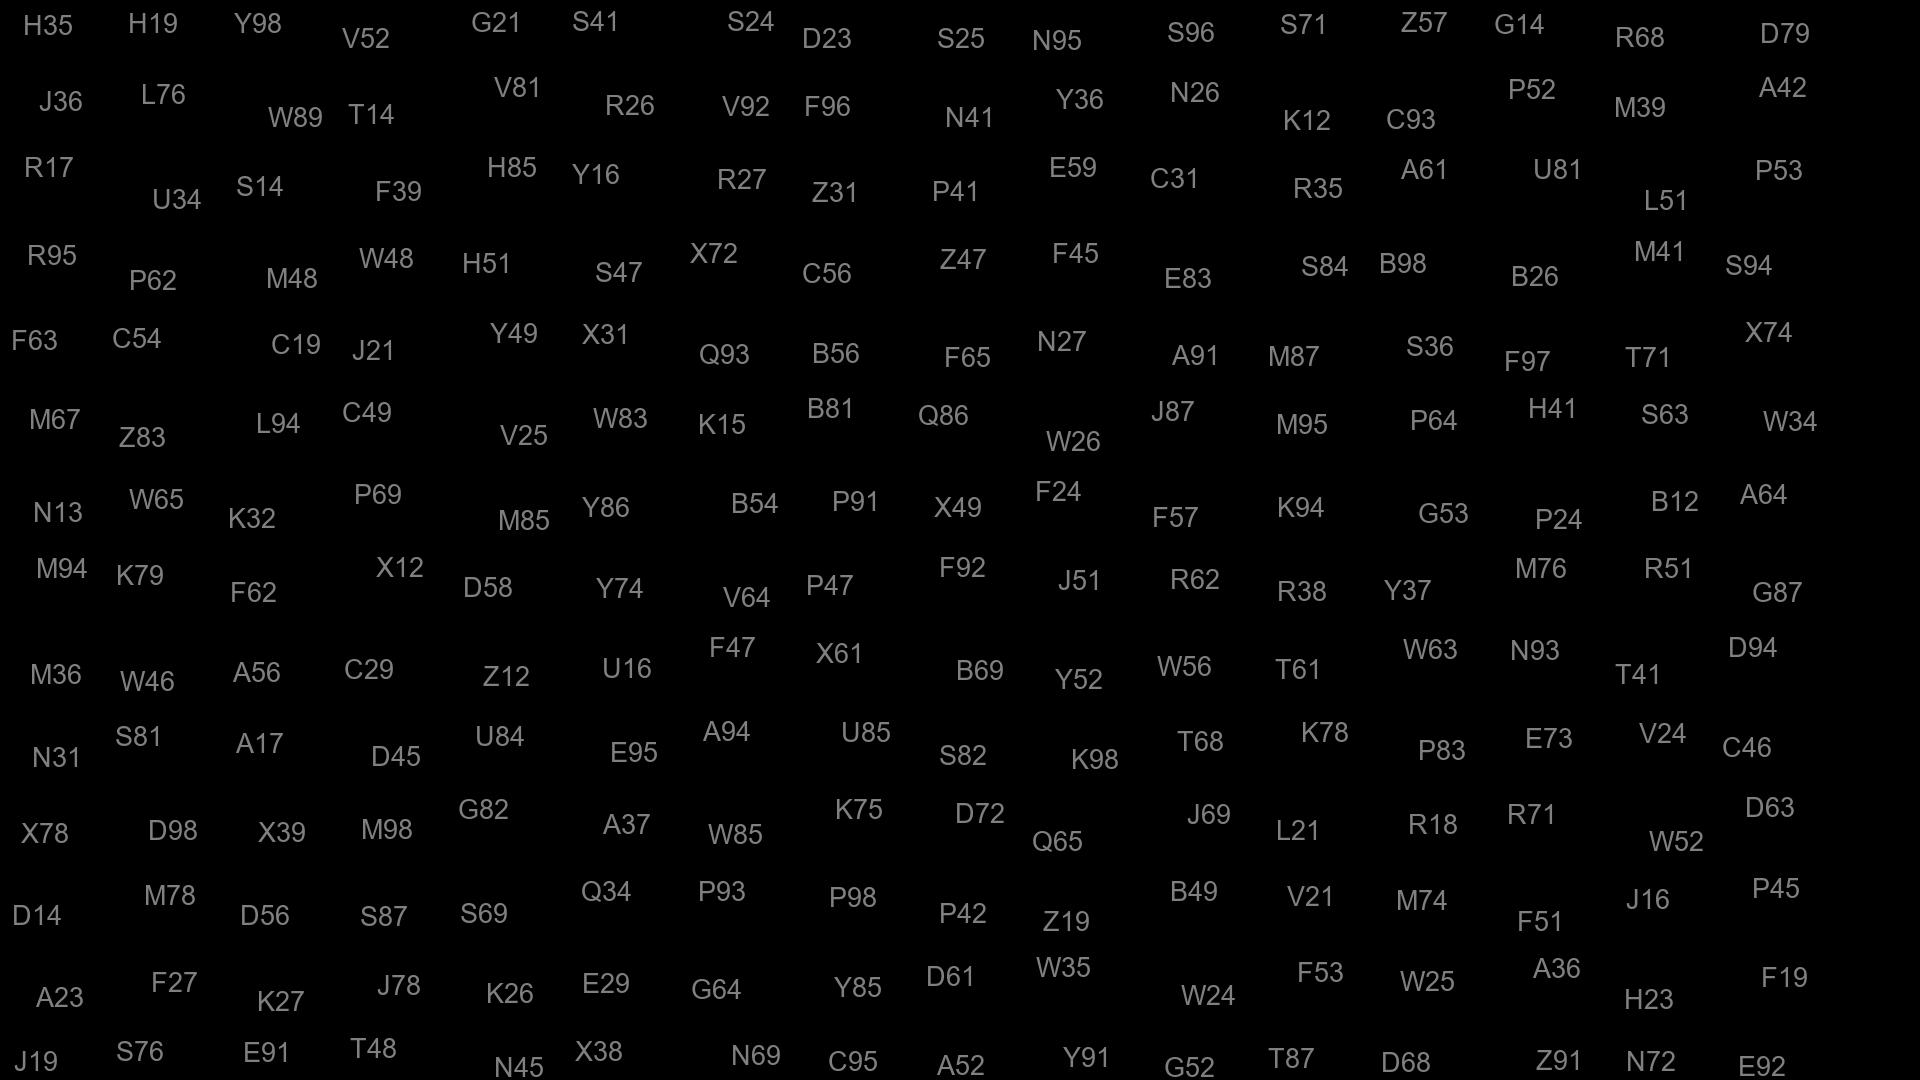 H35 H19 Y98 V52 G21 S41 S24 D23 S25 N95 S96 S71 Z57 G14 R68 D79
J36 L76 W89 T14 V81 R26 V92 F96 N41 Y36 N26 K12 C93 P52 M39 A42
R17 U34 S14 F39 H85 Y16 R27 Z31 P41 E59 C31 R35 A61 U81 L51 P53
R95 P62 M48 W48 H51 S47 X72 C56 Z47 F45 E83 S84 B98 B26 M41 S94
F63 C54 C19 J21 Y49 X31 Q93 B56 F65 N27 A91 M87 S36 F97 T71 X74
M67 Z83 L94 C49 V25 W83 K15 B81 Q86 W26 J87 M95 P64 H41 S63 W34
N13 W65 K32 P69 M85 Y86 B54 P91 X49 F24 F57 K94 G53 P24 B12 A64
M94 K79 F62 X12 D58 Y74 V64 P47 F92 J51 R62 R38 Y37 M76 R51 G87
M36 W46 A56 C29 Z12 U16 F47 X61 B69 Y52 W56 T61 W63 N93 T41 D94
N31 S81 A17 D45 U84 E95 A94 U85 S82 K98 T68 K78 P83 E73 V24 C46
X78 D98 X39 M98 G82 A37 W85 K75 D72 Q65 J69 L21 R18 R71 W52 D63
D14 M78 D56 S87 S69 Q34 P93 P98 P42 Z19 B49 V21 M74 F51 J16 P45
A23 F27 K27 J78 K26 E29 G64 Y85 D61 W35 W24 F53 W25 A36 H23 F19
J19 S76 E91 T48 N45 X38 N69 C95 A52 Y91 G52 T87 D68 Z91 N72 E92